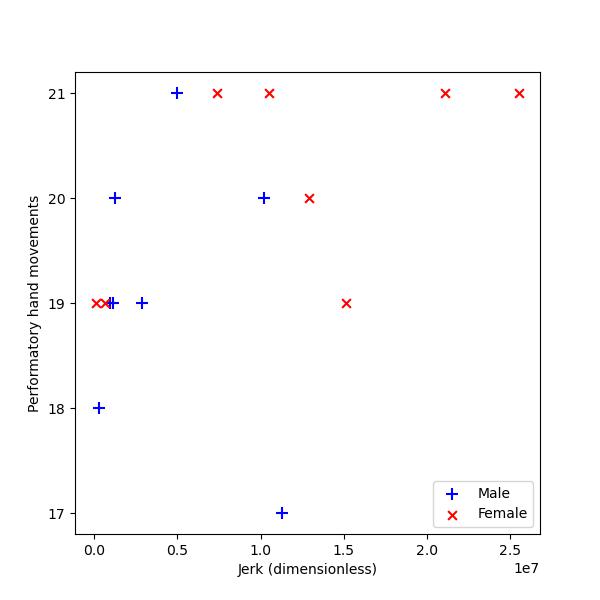 21
20
19
18
17
Performatory hand movements
Male
Female
0.0 0.5 1.0 1.5 2.0 2.5
1e7
Jerk (dimensionless)